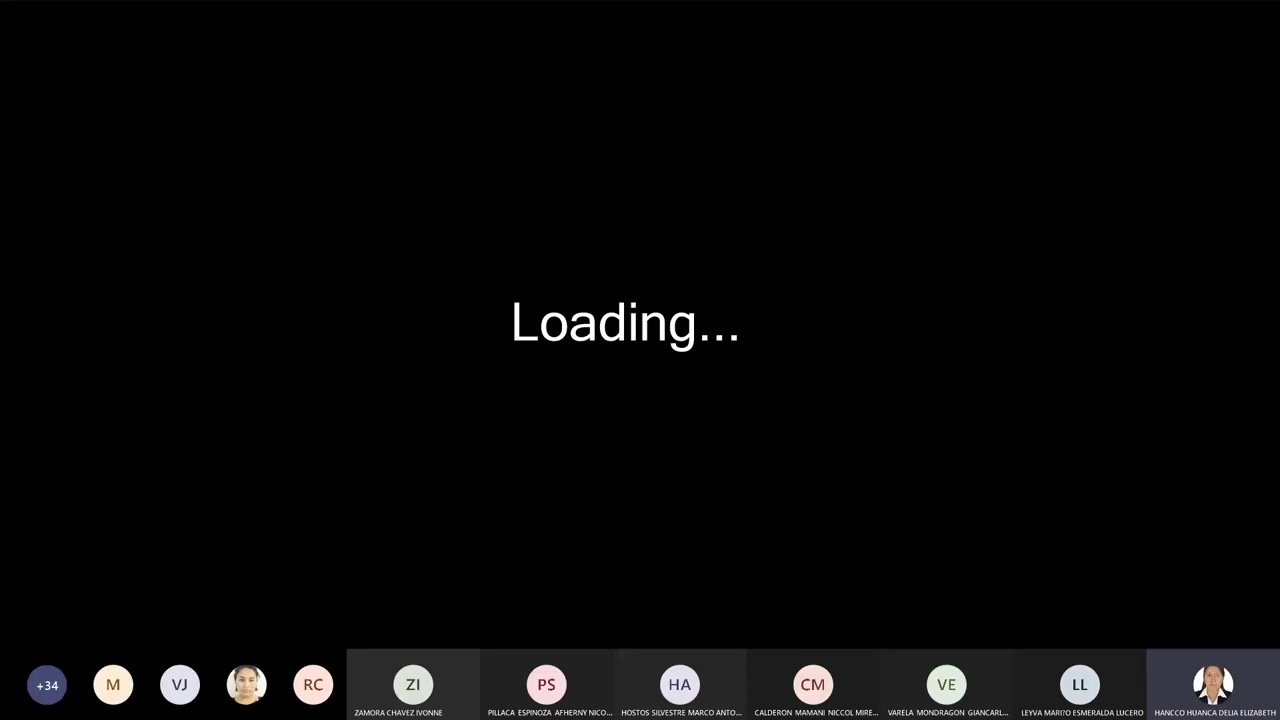 Loading...
+34
M
VJ
RC
ZI
PS
HA
CM
VE
LL
ZAMORA CHAVEZ IVONNE
PILLACA ESPINOZA AFHERNY NICO...
HOSTOS SILVESTRE MARCO ANTO...
CALDERON MAMANI NICCOL MIRE...
VARELA MONDRAGON GIANCARL...
LEYVA MARI?O ESMERALDA LUCERO
HANCCO HUANCA DELIA ELIZABETH